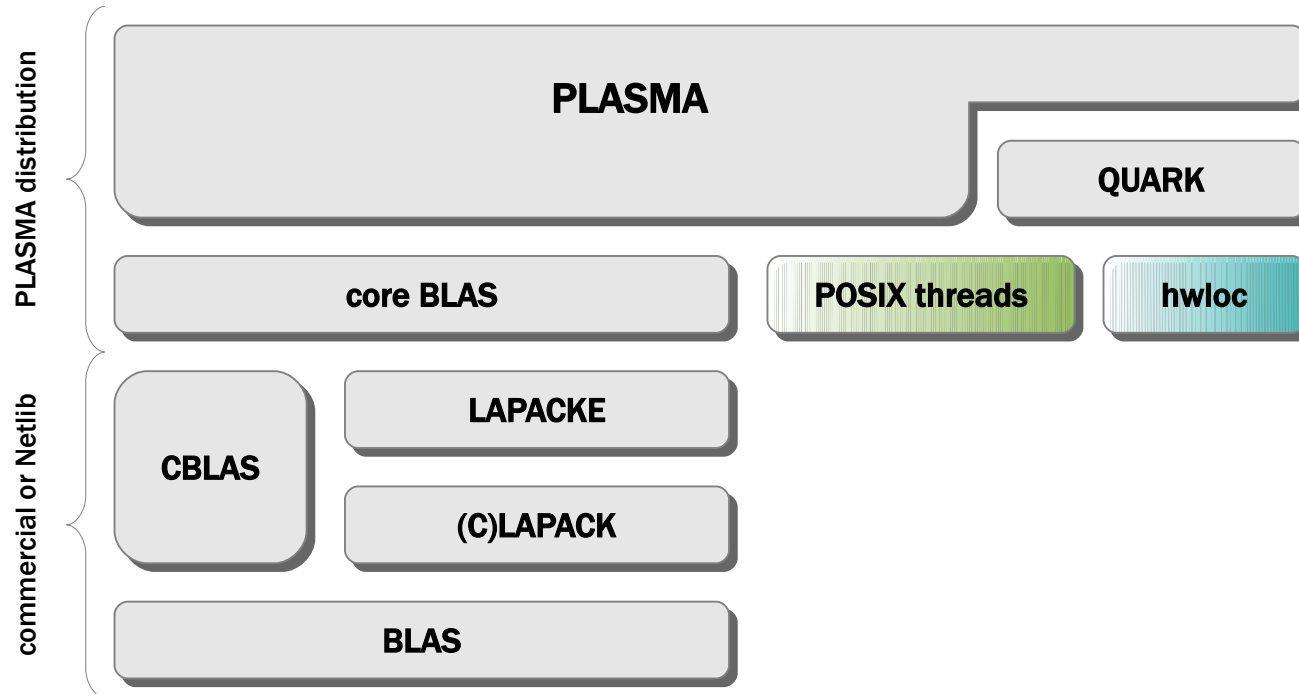 PLASMA distribution
PLASMA
QUARK
core BLAS
POSIX threads
hwloc
commercial or Netlib
CBLAS
LAPACKE
(C)LAPACK
BLAS